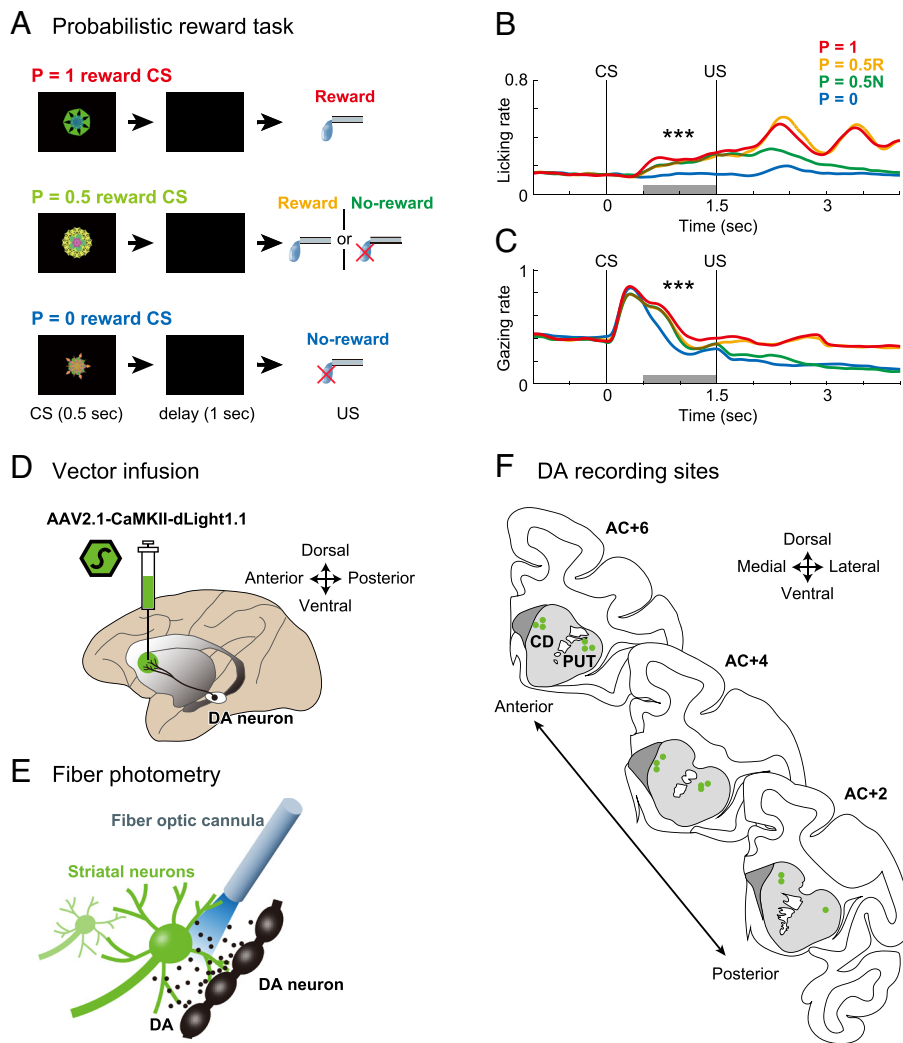 A Probabilistic reward task
P = 1 reward CS
Reward
P = 0.5 reward CS
Reward No-reward
or
P = 0 reward CS
No-reward
CS (0.5 sec) delay (1 sec) US
B
P = 1
P = 0.5R
P = 0.5N
P = 0
CS US
0.8
***
Licking rate
0
0 1.5 3
Time (sec)
C
CS US
1
***
Gazing rate
0
0 1.5 3
Time (sec)
D Vector infusion
AAV2.1-CaMKII-dLight1.1
Dorsal
Anterior Posterior
Ventral
DA neuron
E Fiber photometry
Fiber optic cannula
Striatal neurons
DA neuron
DA
F DA recording sites
AC+6
Dorsal
Medial Lateral
Ventral
CD
PUT
AC+4
Anterior
AC+2
Posterior